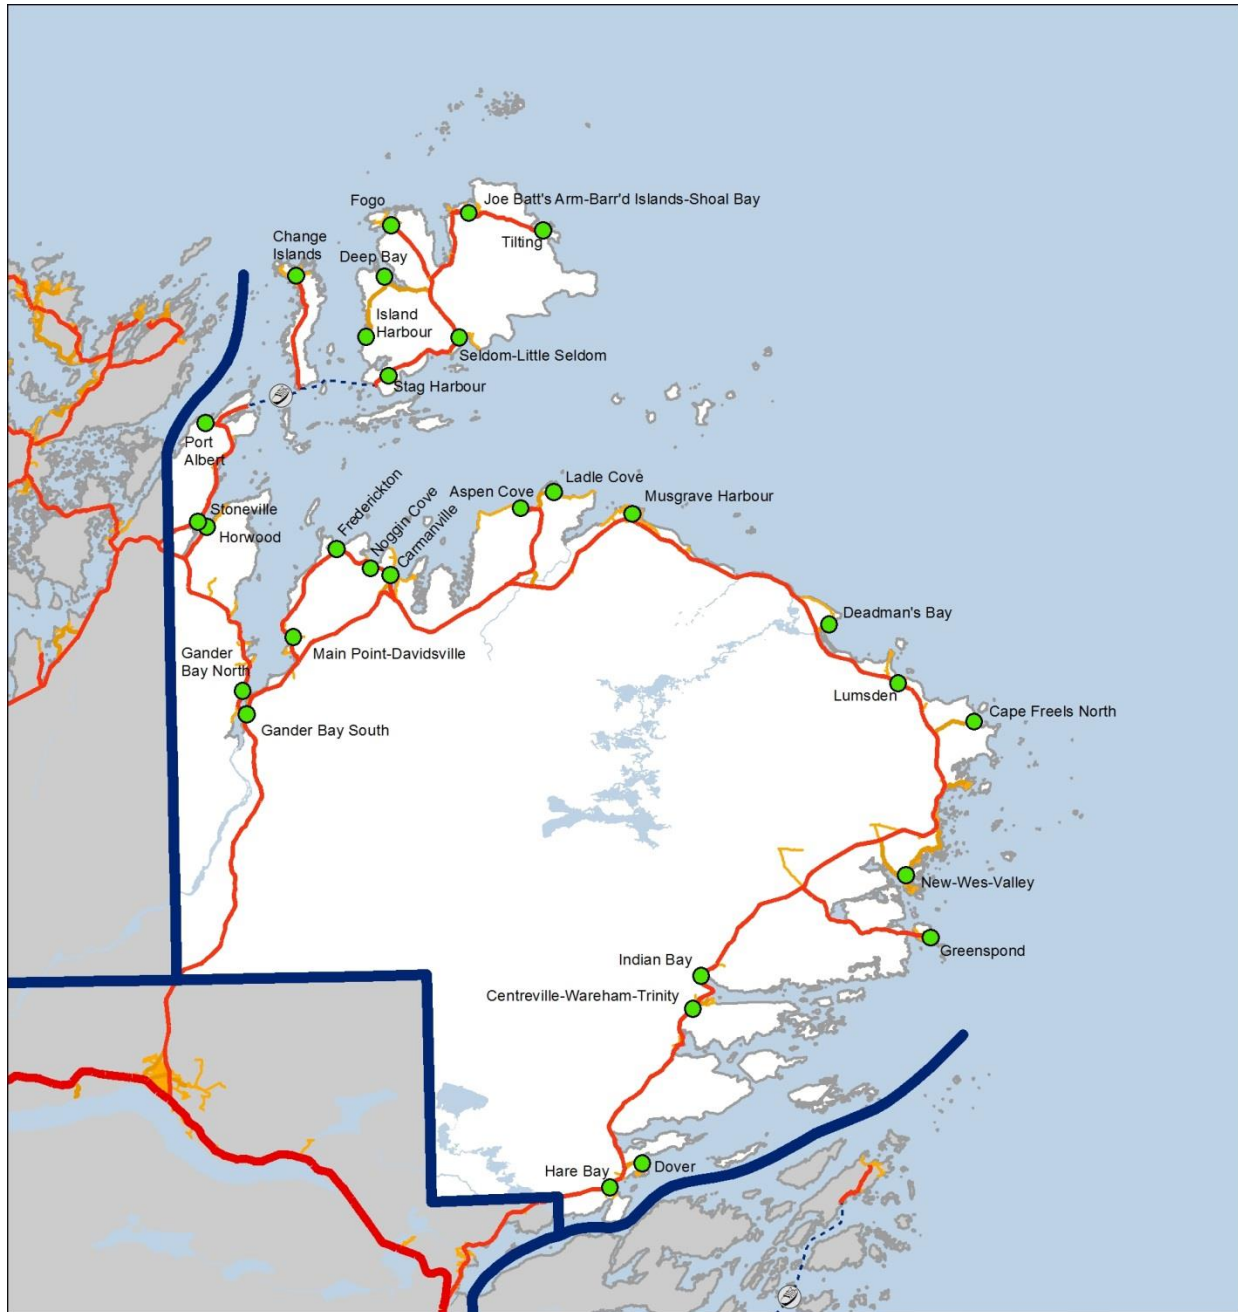 Joe Batt's Arm-Barr'd Islands-Shoal Bay
Fogo
Tilting
Change
Islands
Deep Bay
Island
Harbour
Seldom-Little Seldom
Stag Harbour
Port
Albert
Stoneville
Horwood
Frederickton
Noggin Cove
Carmanville
Aspen Cove
Ladle Cove
Musgrave Harbour
Deadman's Bay
Main Point-Davidsville
Gander
Bay North
Gander Bay South
Lumsden
Cape Freels North
New-Wes-Valley
Greenspond
Indian Bay
Centreville-Wareham-Trinity
Hare Bay
Dover